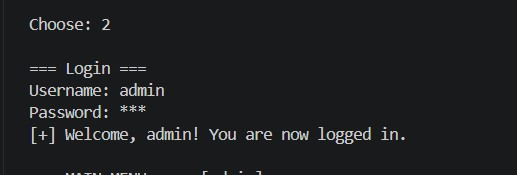 Choose: 2
=== Login ===
Username: admin
Password: ***
[+] Welcome, admin! You are now logged in.